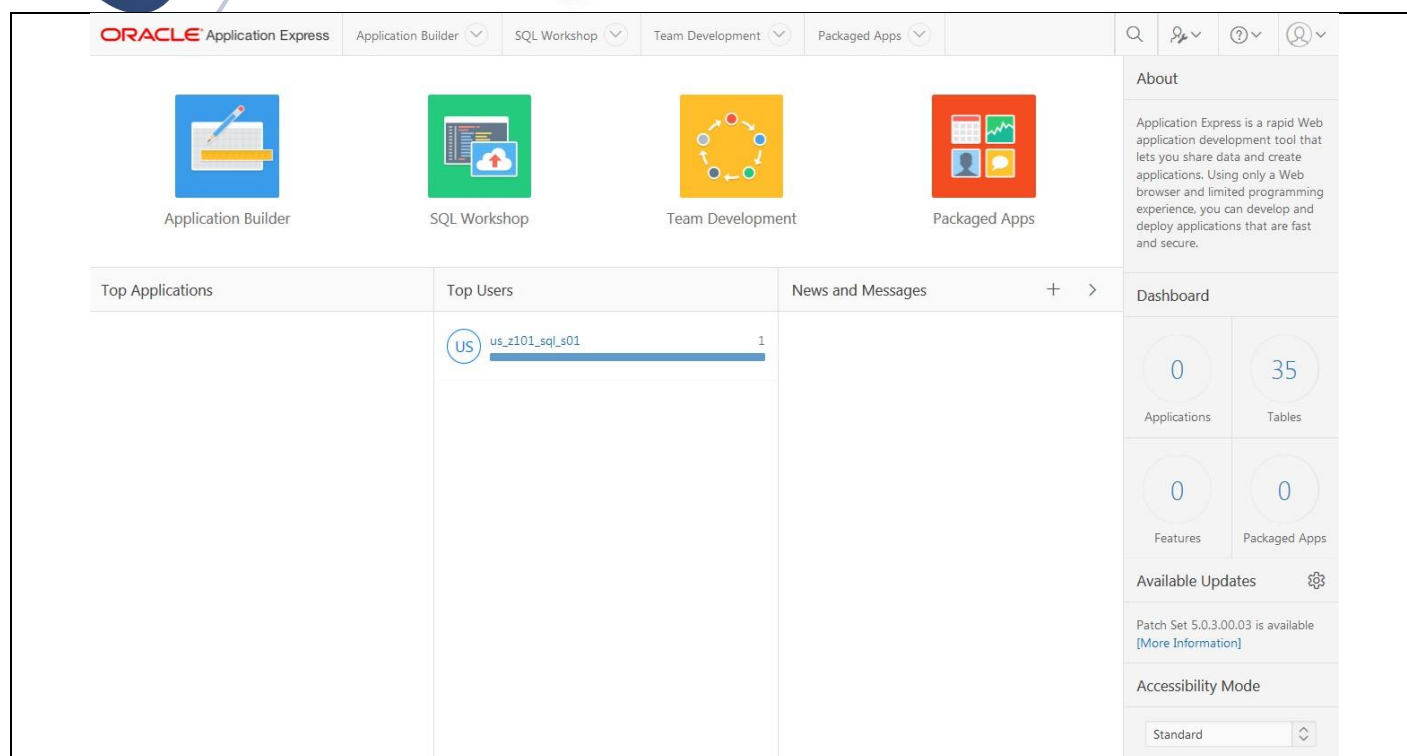 ORACLE Application Express
Application Builder
SQL Workshop
Team Development
Packaged Apps
Application Builder
SQL Workshop
Team Development
Packaged Apps
About
Application Express is a rapid Web
application development tool that
lets you share data and create
applications. Using only a Web
browser and limited programming
experience, you can develop and
deploy applications that are fast
and secure.
Top Applications
Top Users
US
us_z101_sql_s01
1
News and Messages
Dashboard
0
Applications
35
Tables
0
Features
0
Packaged Apps
Available Updates
Patch Set 5.0.3.00.03 is available
[More Information]
Accessibility Mode
Standard